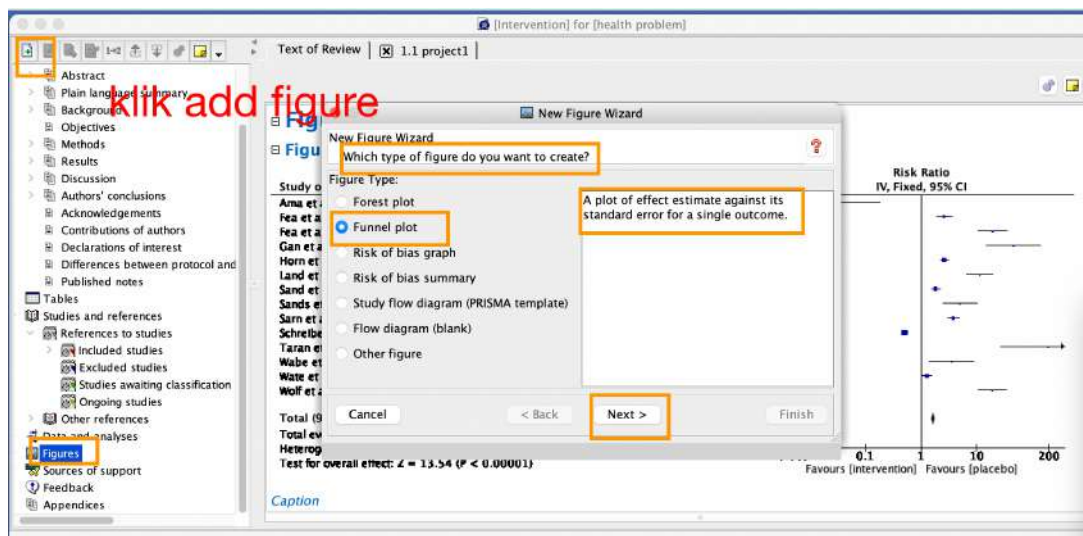 [Intervention] for [health problem]
Text of Review
1.1 project1
klik add figure
Abstract
Plain language summary
Background
Objectives
Methods
Results
Discussion
Authors' conclusions
Acknowledgements
Contributions of authors
Declarations of interest
Differences between protocol and
Published notes
Tables
Studies and references
References to studies
Included studies
Excluded studies
Studies awaiting classification
Ongoing studies
Other references
Data and analyses
Figures
Sources of support
Feedback
Appendices
Figu
New Figure Wizard
New Figure Wizard
Which type of figure do you want to create?
Figure Type:
Forest plot
Funnel plot
Risk of bias graph
Risk of bias summary
Study flow diagram (PRISMA template)
Flow diagram (blank)
Other figure
A plot of effect estimate against its
standard error for a single outcome.
Cancel
< Back
Next >
Finish
Study o
Ama et
Fea et a
Fea et a
Gan et a
Horn et
Land et
Sand et
Sands e
Sarn et
Schreibe
Taran e
Wabe et
Wate et
Wolf et
Total (9
Total ev
Heterog
Test for overall effect: Z = 13.54 (P < 0.00001)
Risk Ratio
IV, Fixed, 95% CI
0.1 1 10 200
Favours [intervention] Favours [placebo]
Caption